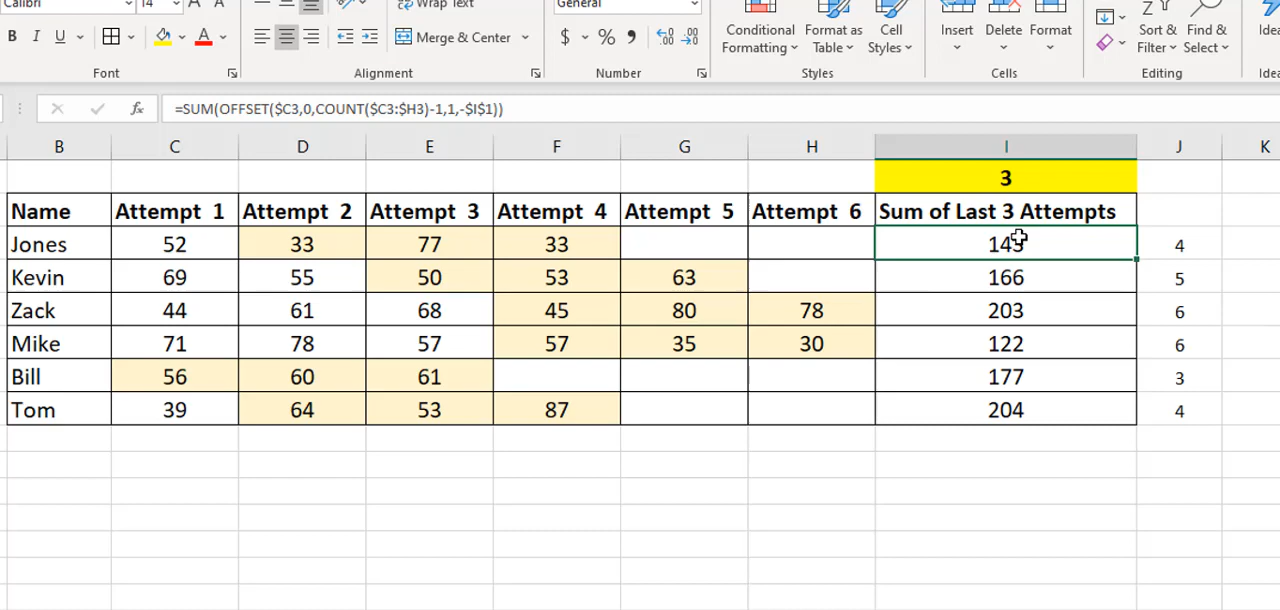 Calibri 14 A A Wrap Text General
B I U A Merge & Center $ % Conditional Formatting Format as Table Cell Styles Insert Delete Format Sort & Filter Find & Select
Font Alignment Number Styles Cells Editing
fx =SUM(OFFSET($C3,0,COUNT($C3:$H3)-1,1,-$I$1))
B C D E F G H I J K
3
Name Attempt 1 Attempt 2 Attempt 3 Attempt 4 Attempt 5 Attempt 6 Sum of Last 3 Attempts
Jones 52 33 77 33 143 4
Kevin 69 55 50 53 63 166 5
Zack 44 61 68 45 80 78 203 6
Mike 71 78 57 57 35 30 122 6
Bill 56 60 61 177 3
Tom 39 64 53 87 204 4